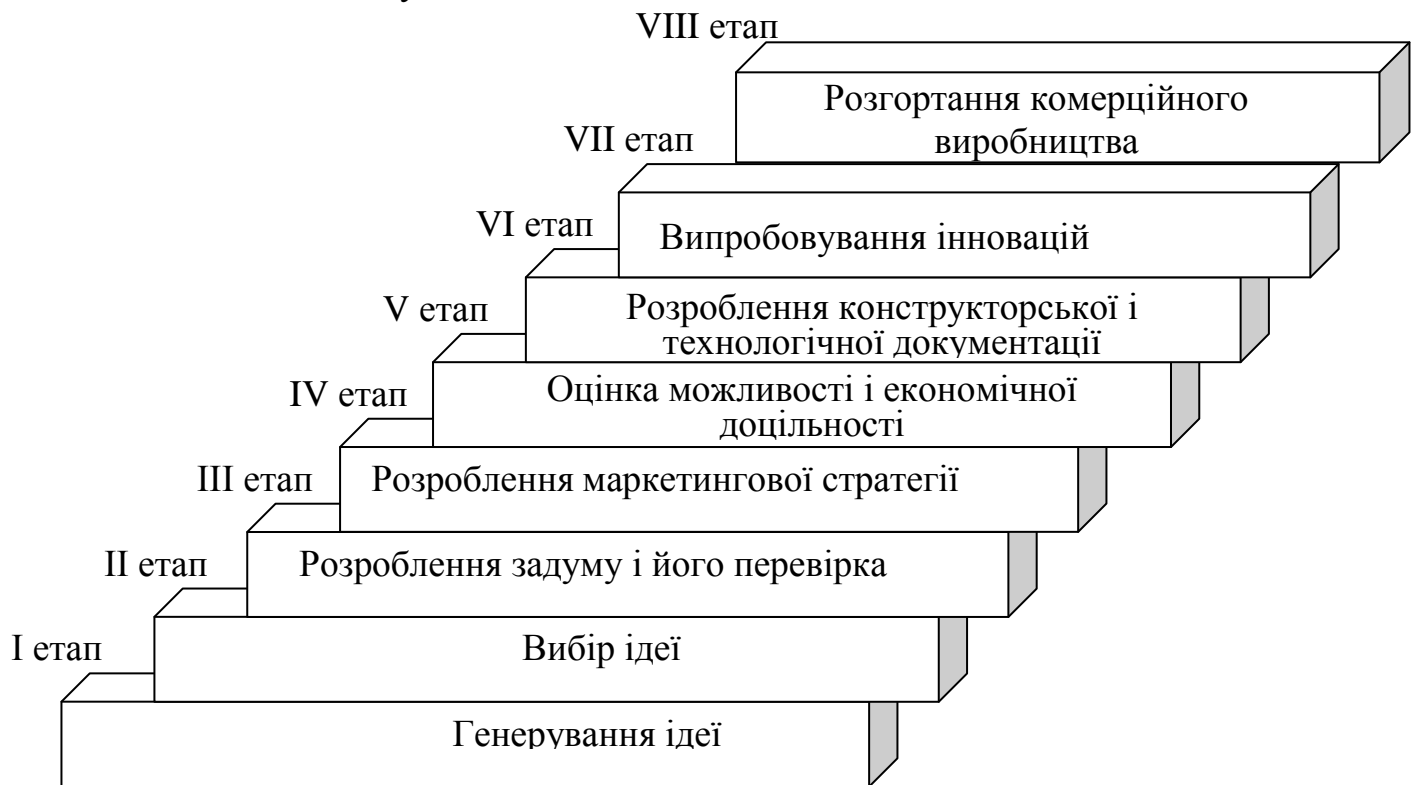 VIII етап
Розгортання комерційного
виробництва
VII етап
Випробовування інновацій
VI етап
Розроблення конструкторської і
технологічної документації
V етап
Оцінка можливості і економічної
доцільності
IV етап
Розроблення маркетингової стратегії
III етап
Розроблення задуму і його перевірка
II етап
Вибір ідеї
I етап
Генерування ідеї